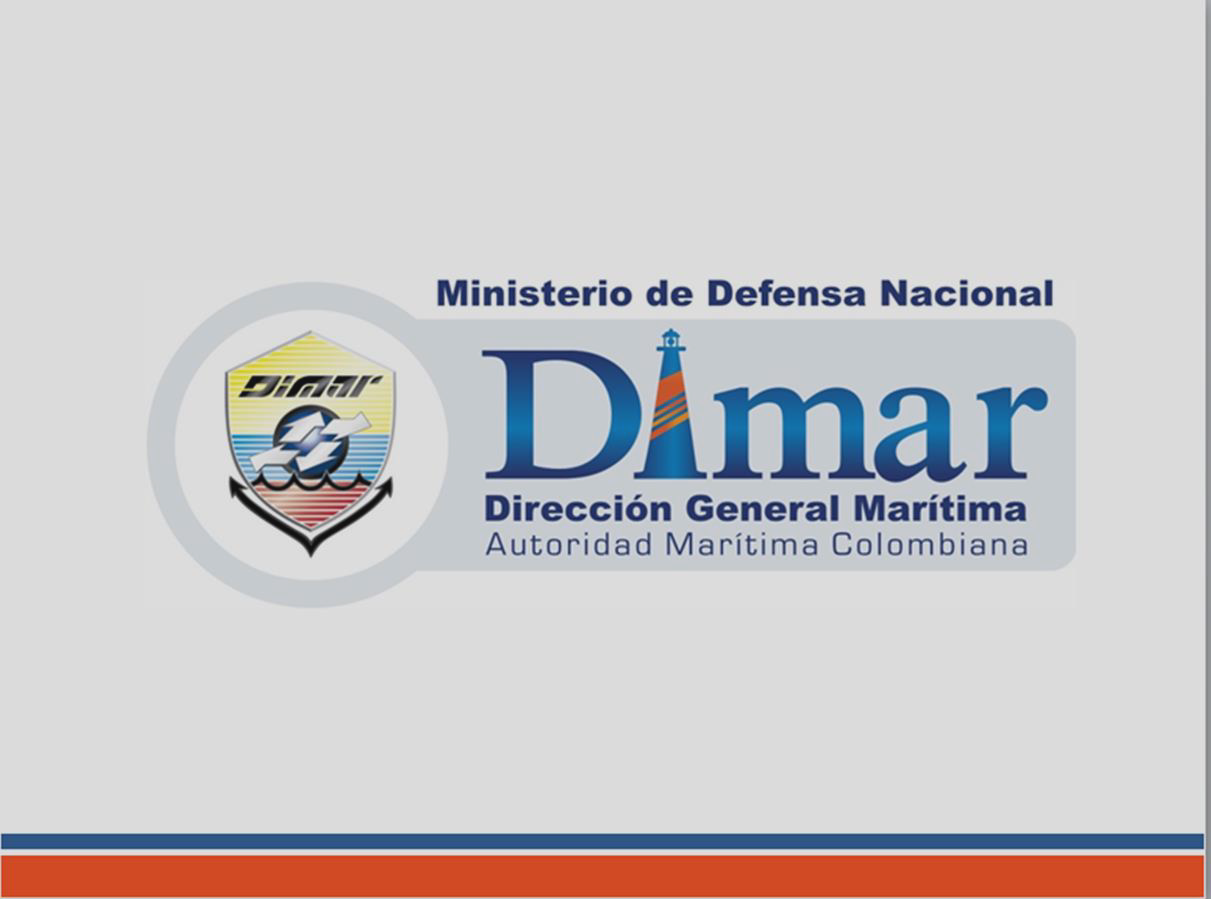 Ministerio de Defensa Nacional
Dimar
Dimar
Dirección General Marítima
Autoridad Marítima Colombiana